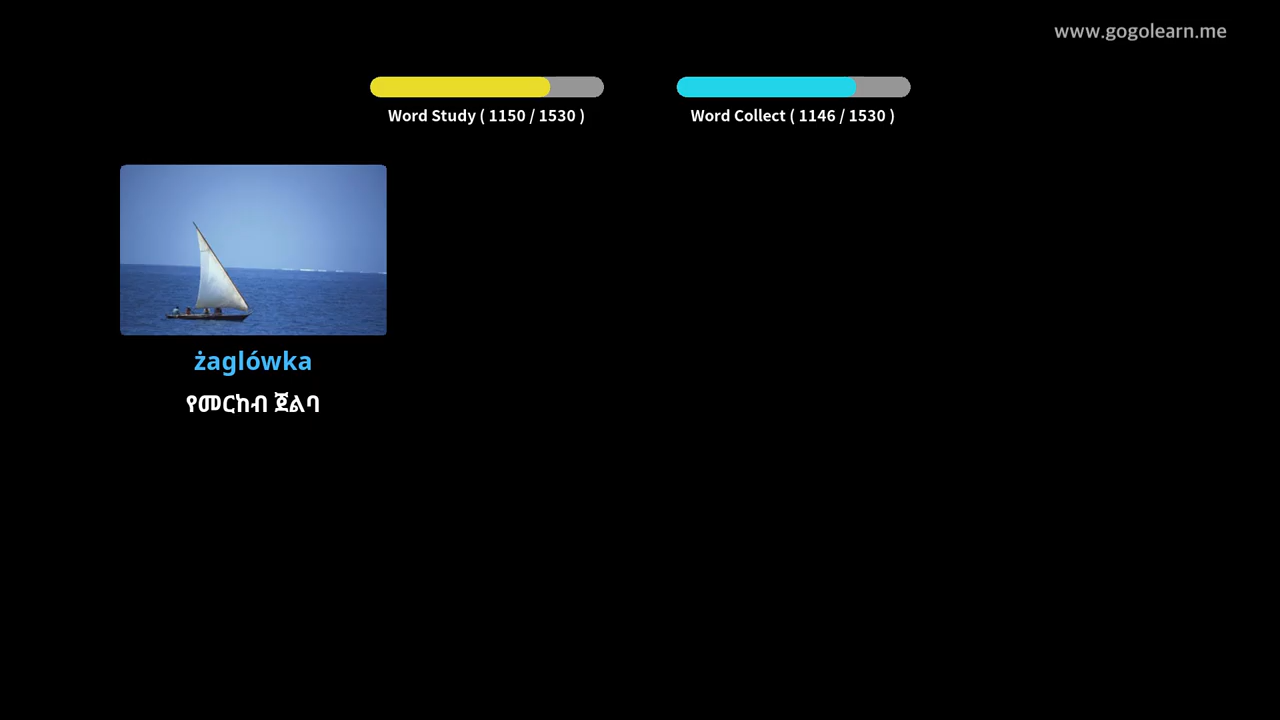 www.gogolearn.me
Word Study ( 1150 / 1530 )
Word Collect ( 1146 / 1530 )
żaglówka
የመርከብ ጀልባ